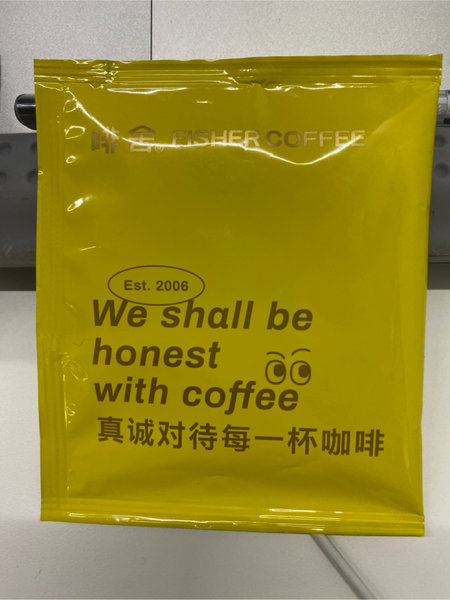 啡舍® FISHER COFFEE
Est. 2006
We shall be
honest
with coffee
真诚对待每一杯咖啡